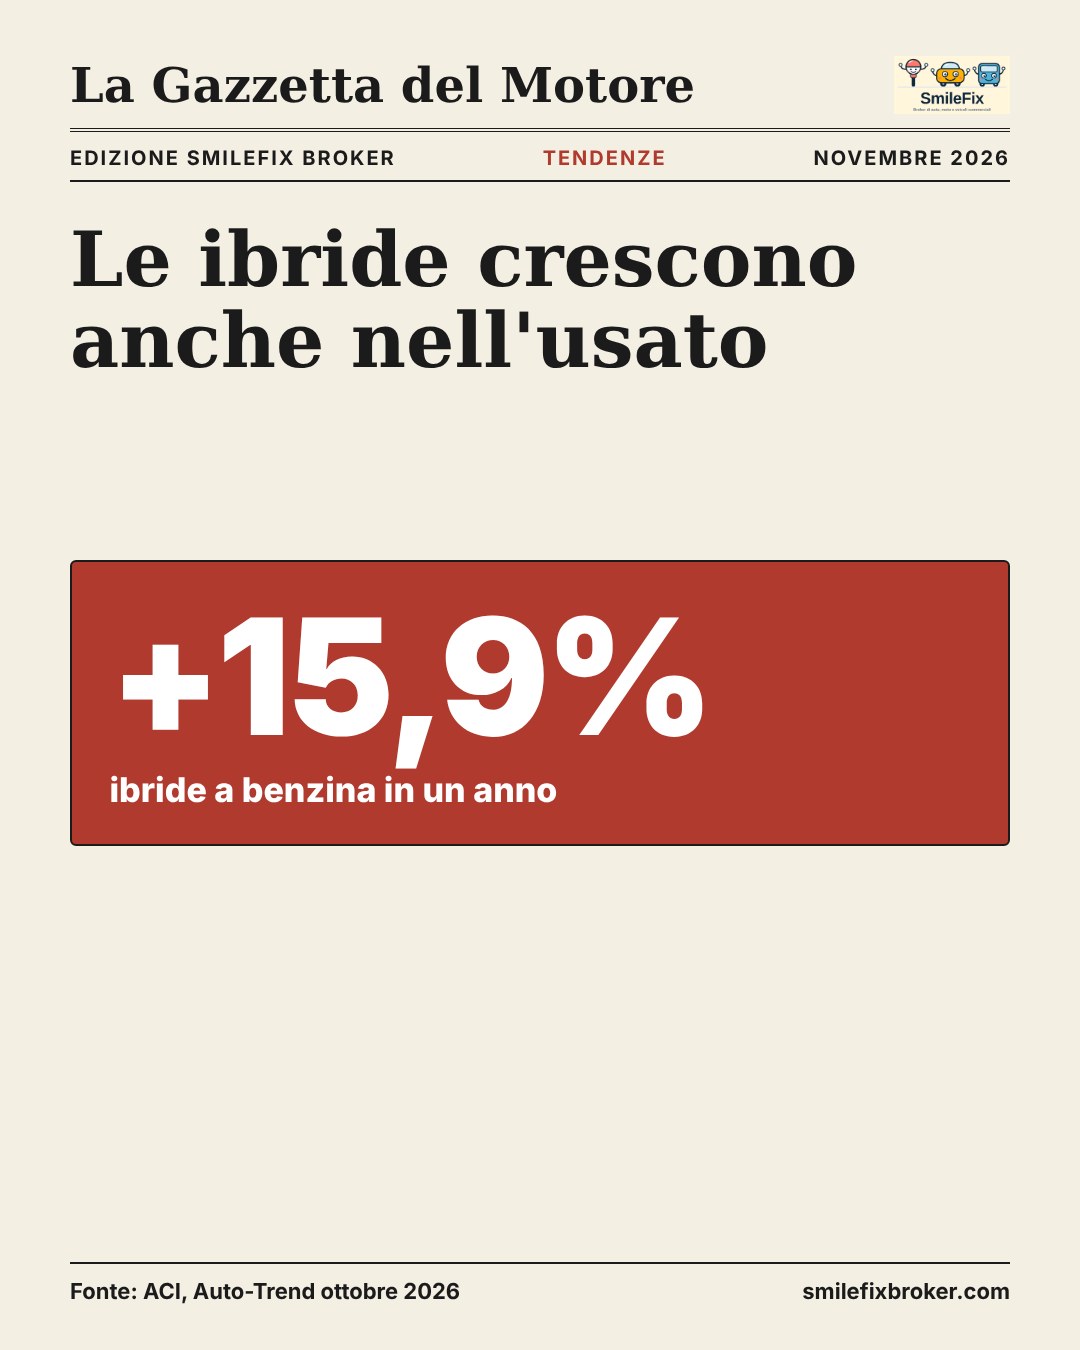 La Gazzetta del Motore
SmileFix
EDIZIONE SMILEFIX BROKER
TENDENZE
NOVEMBRE 2026
Le ibride crescono
anche nell'usato
+15,9%
ibride a benzina in un anno
Fonte: ACI, Auto-Trend ottobre 2026
smilefixbroker.com